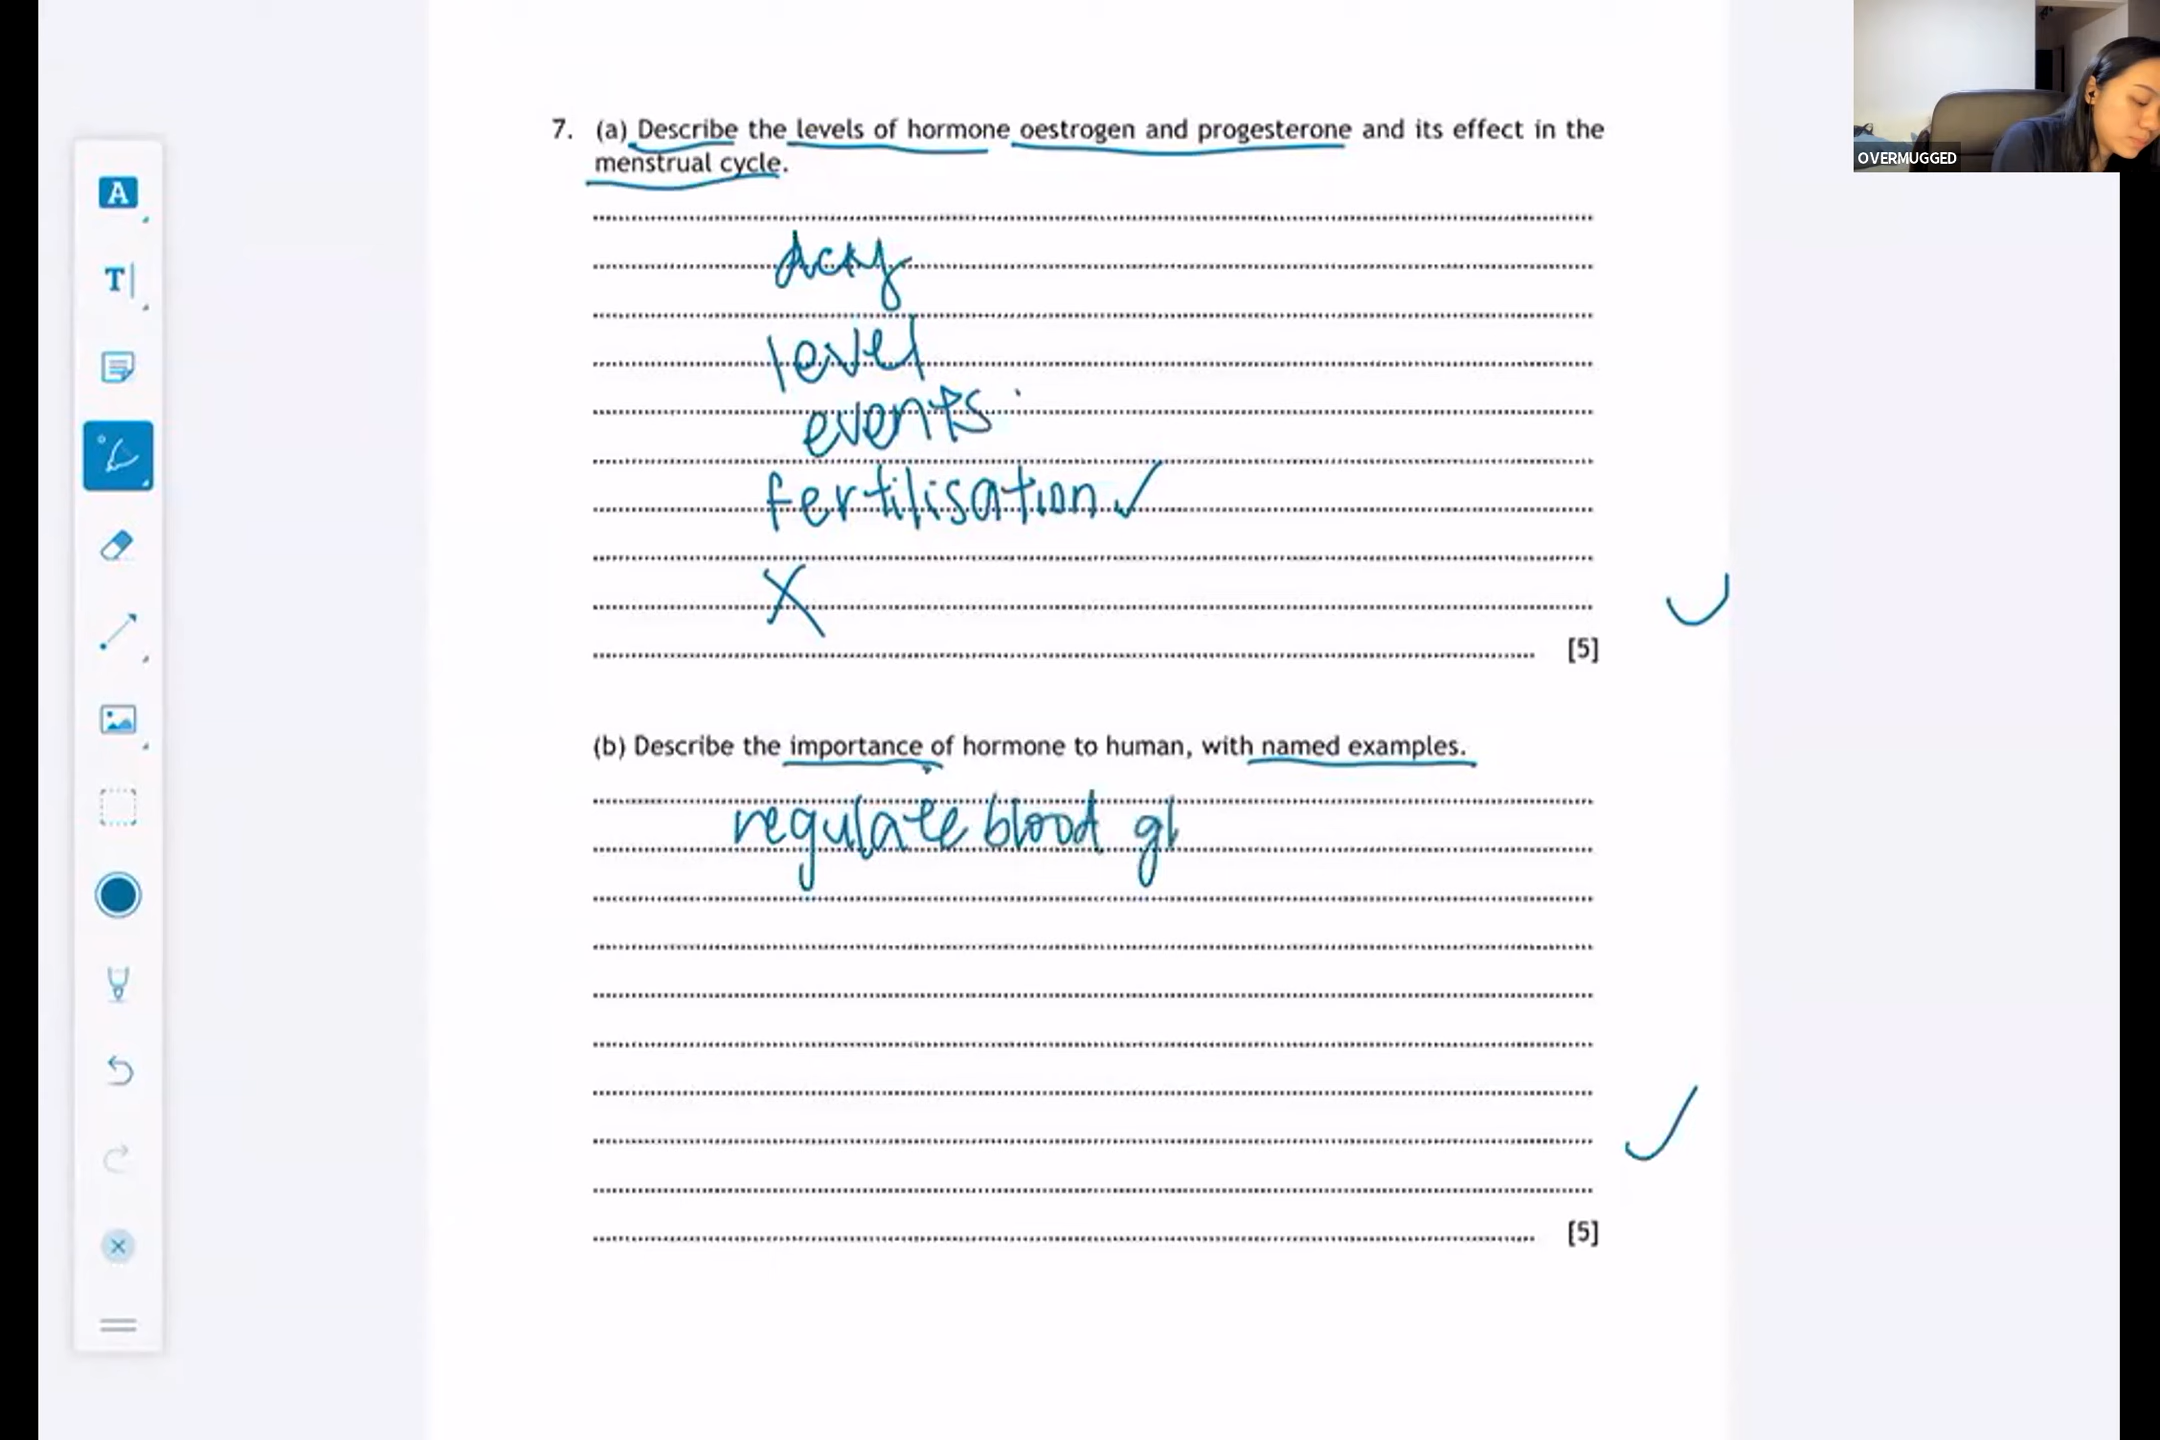 OVERMUGGED
A
T|
7. (a) Describe the levels of hormone oestrogen and progesterone and its effect in the
menstrual cycle.
day
level
events
fertilisation ✓
X
[5]
(b) Describe the importance of hormone to human, with named examples.
regulate blood gl
[5]